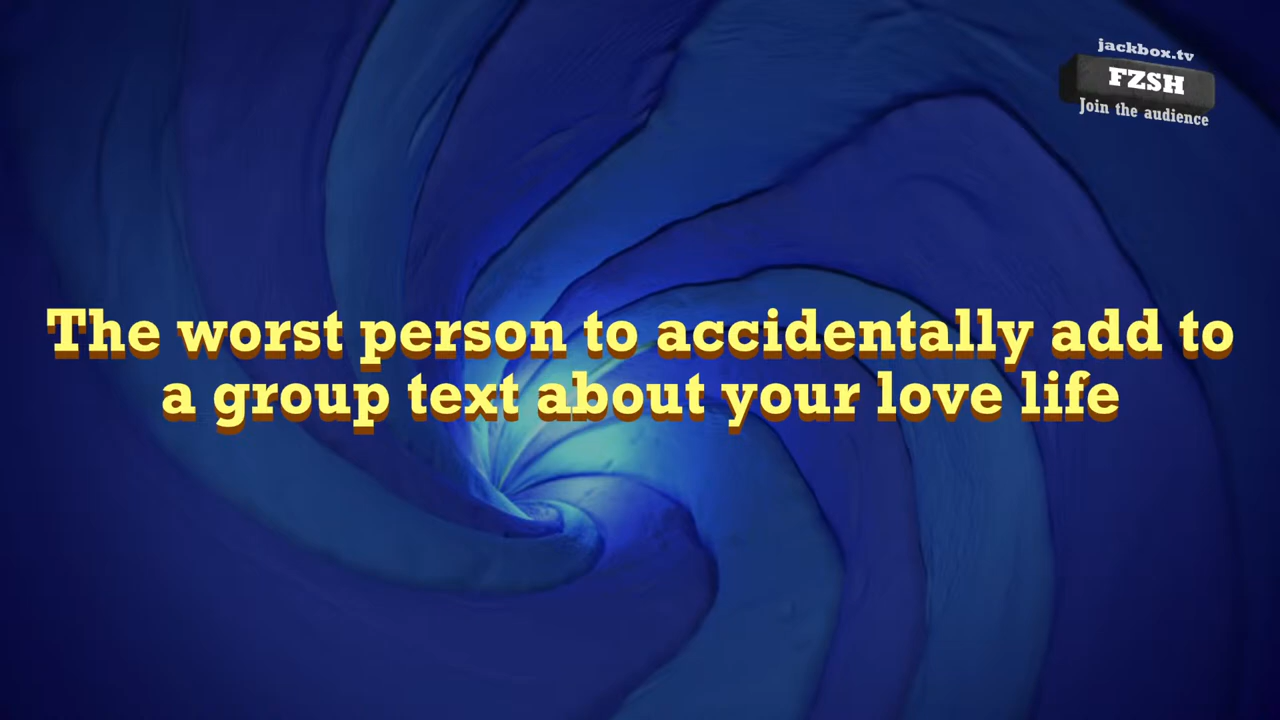 jackbox.tv
FZSH
Join the audience
The worst person to accidentally add to
a group text about your love life